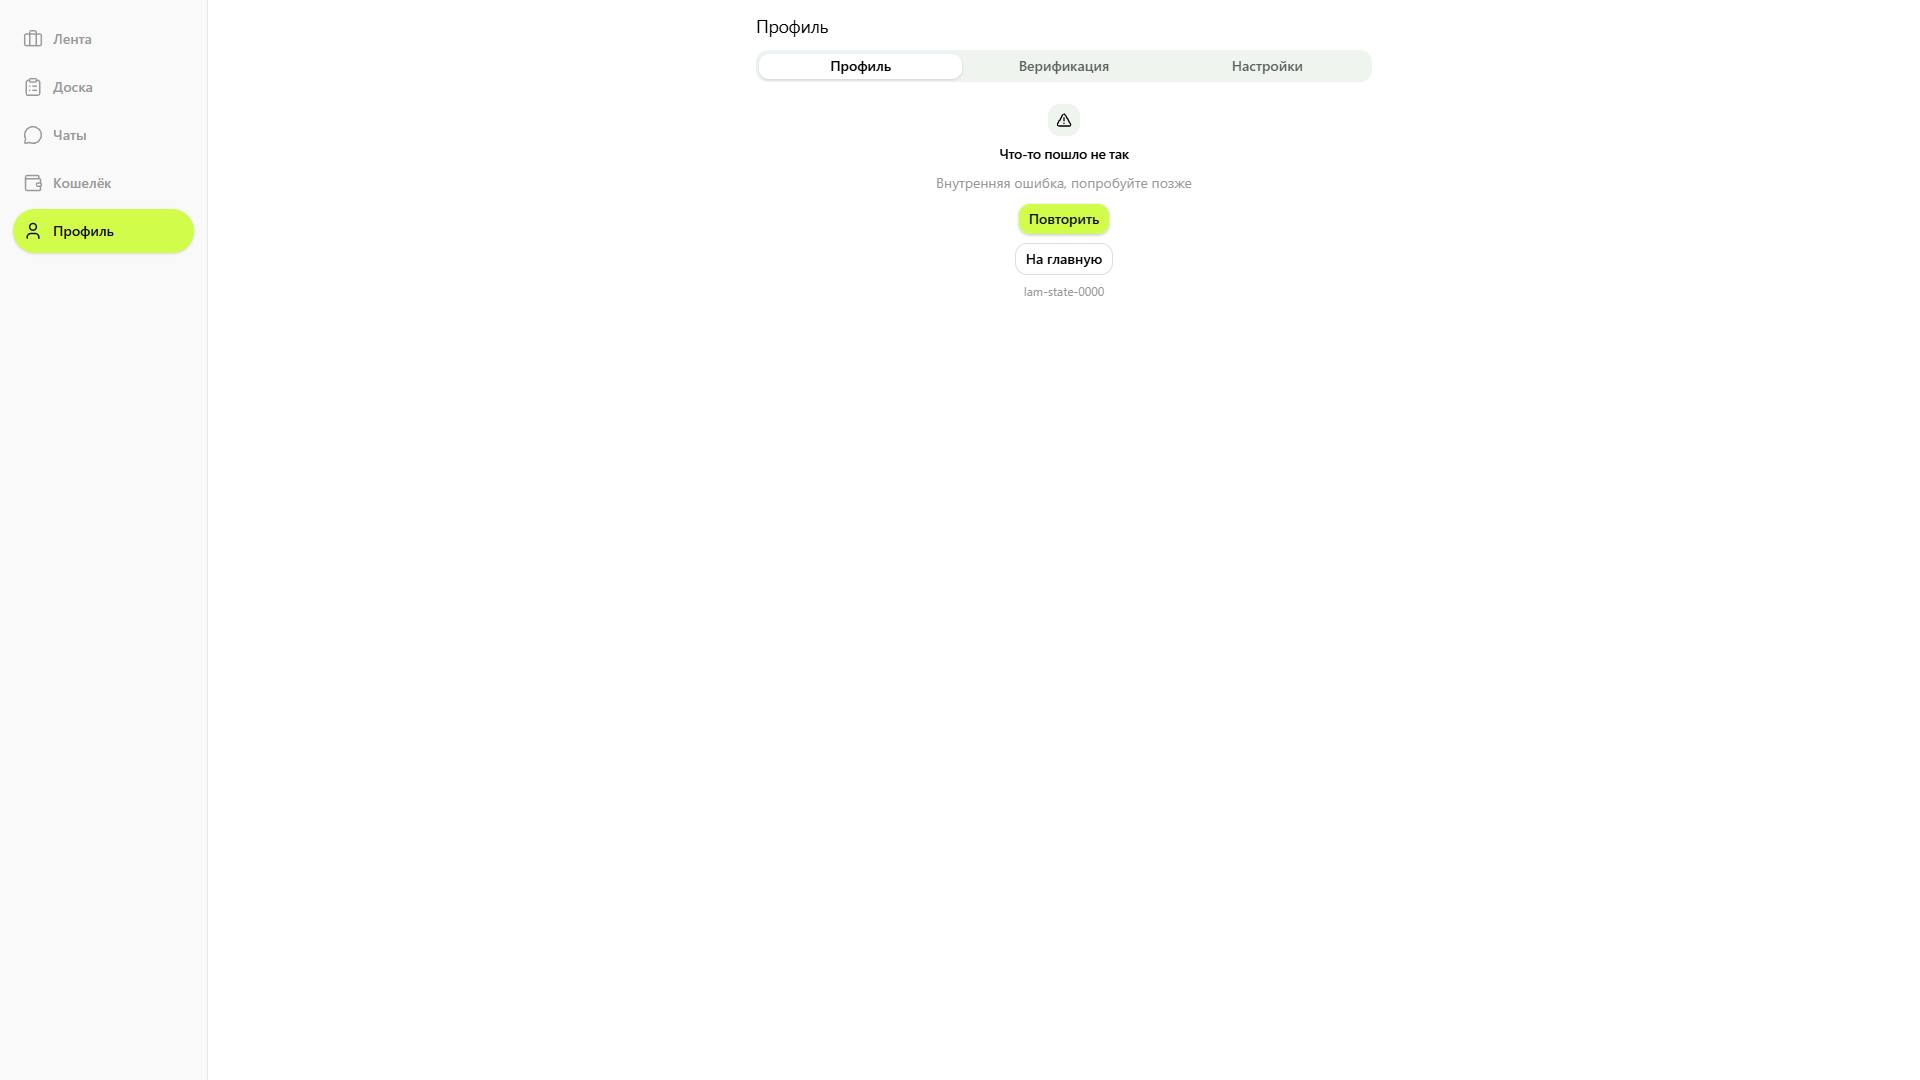 Лента
Доска
Чаты
Кошелёк
Профиль
Профиль
Профиль
Верификация
Настройки
Что-то пошло не так
Внутренняя ошибка, попробуйте позже
Повторить
На главную
lam-state-0000